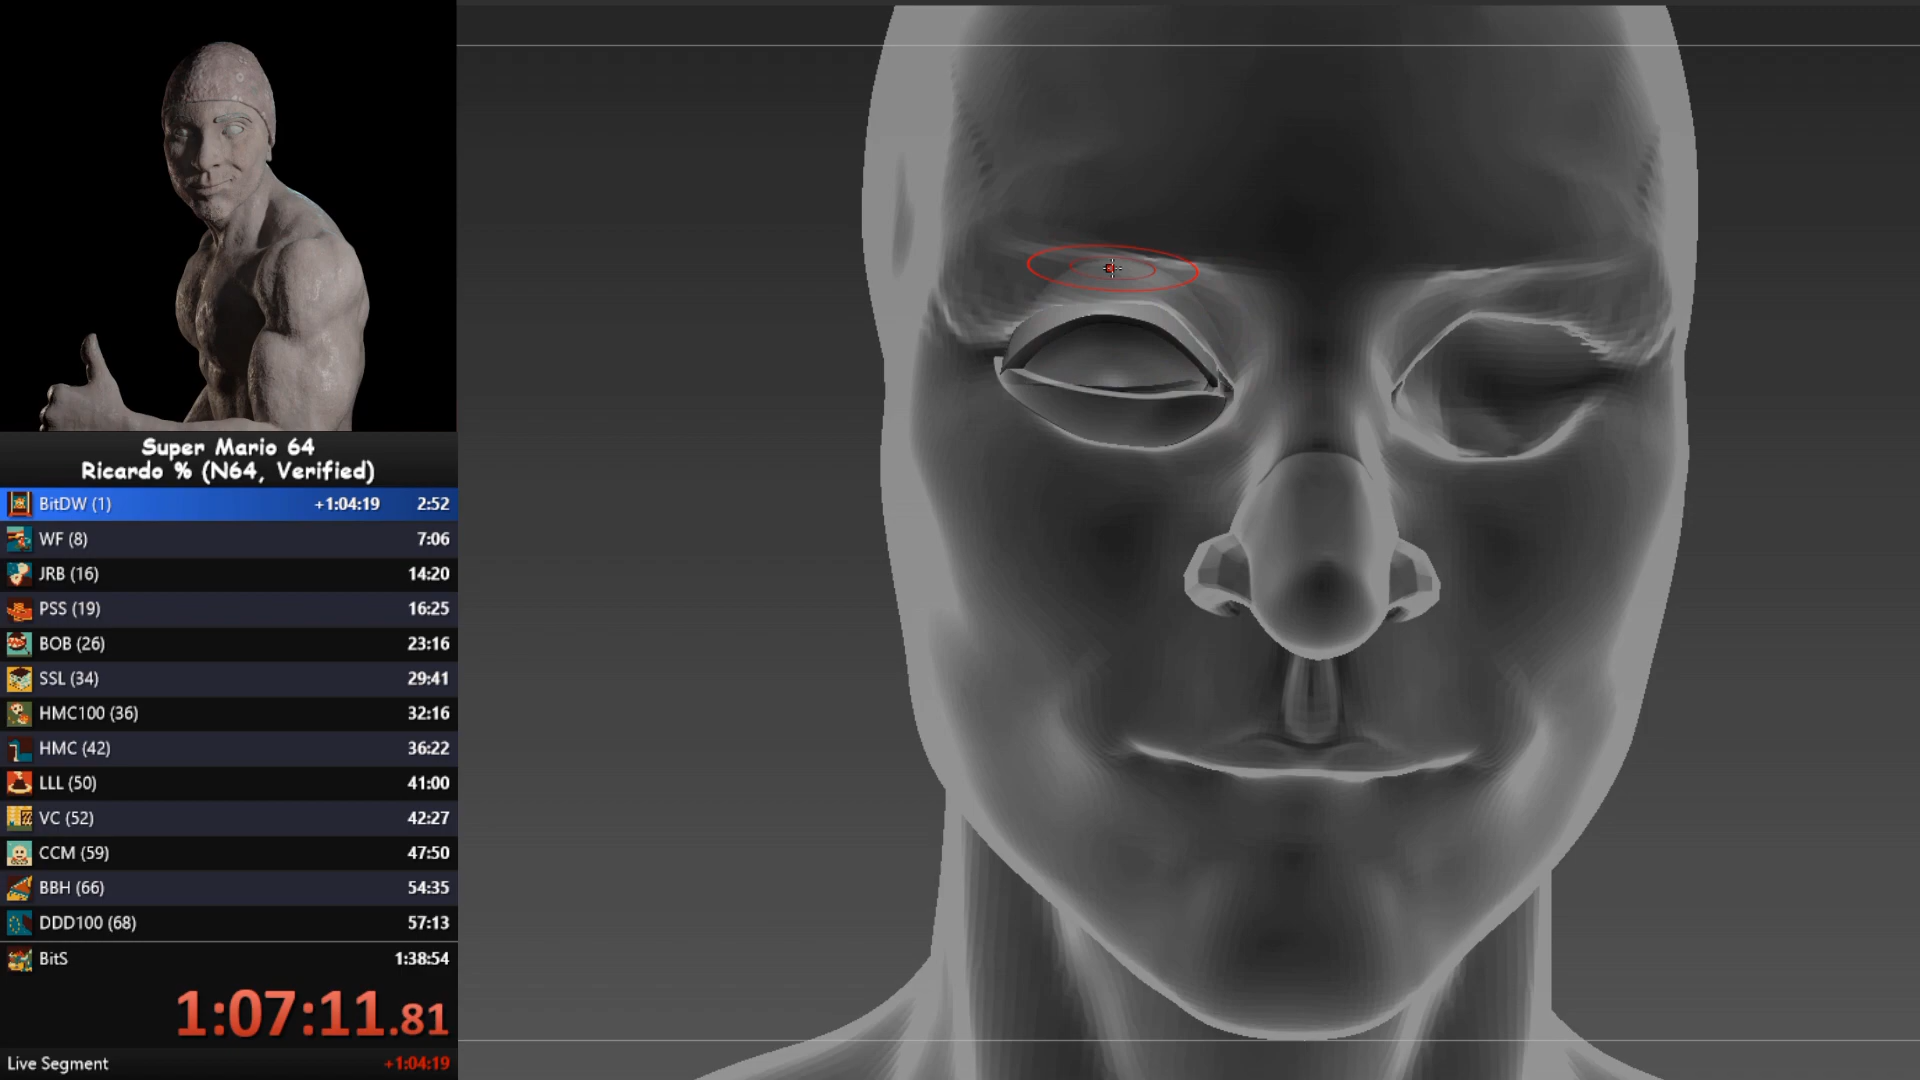 Super Mario 64
Ricardo % (N64, Verified)
BitDW (1) +1:04:19 2:52
WF (8) 7:06
JRB (16) 14:20
PSS (19) 16:25
BOB (26) 23:16
SSL (34) 29:41
HMC100 (36) 32:16
HMC (42) 36:22
LLL (50) 41:00
VC (52) 42:27
CCM (59) 47:50
BBH (66) 54:35
DDD100 (68) 57:13
BitS 1:38:54
1:07:11.81
Live Segment +1:04:19